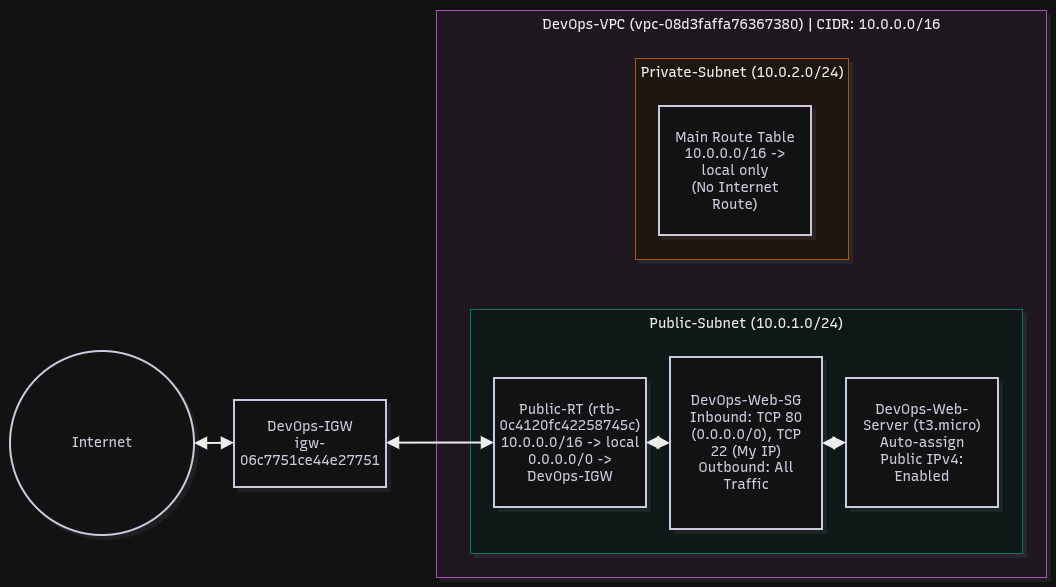 DevOps-VPC (vpc-08d3faffa76367380) | CIDR: 10.0.0.0/16
Private-Subnet (10.0.2.0/24)
Main Route Table
10.0.0.0/16 ->
local only
(No Internet
Route)
Public-Subnet (10.0.1.0/24)
Internet
DevOps-IGW
igw-
06c7751ce44e27751
Public-RT (rtb-
0c4120fc42258745c)
10.0.0.0/16 -> local
0.0.0.0/0 ->
DevOps-IGW
DevOps-Web-SG
Inbound: TCP 80
(0.0.0.0/0), TCP
22 (My IP)
Outbound: All
Traffic
DevOps-Web-
Server (t3.micro)
Auto-assign
Public IPv4:
Enabled